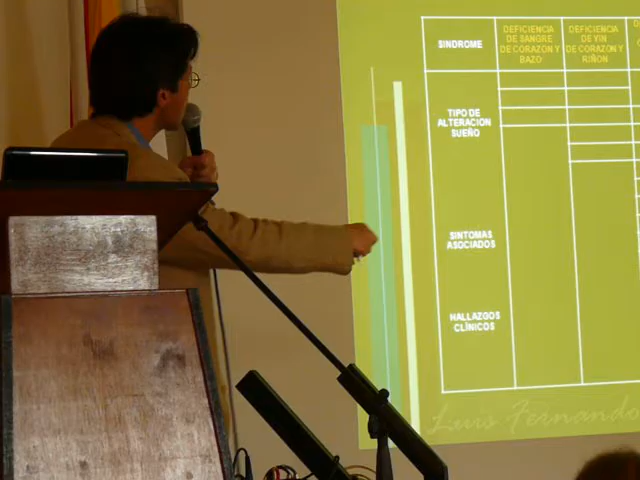 SINDROME
DEFICIENCIA
DE SANGRE
DE CORAZON Y
BAZO
DEFICIENCIA
DE YIN
DE CORAZON Y
RIÑON
TIPO DE
ALTERACION
SUEÑO
SINTOMAS
ASOCIADOS
HALLAZGOS
CLÍNICOS
Luis Fernando